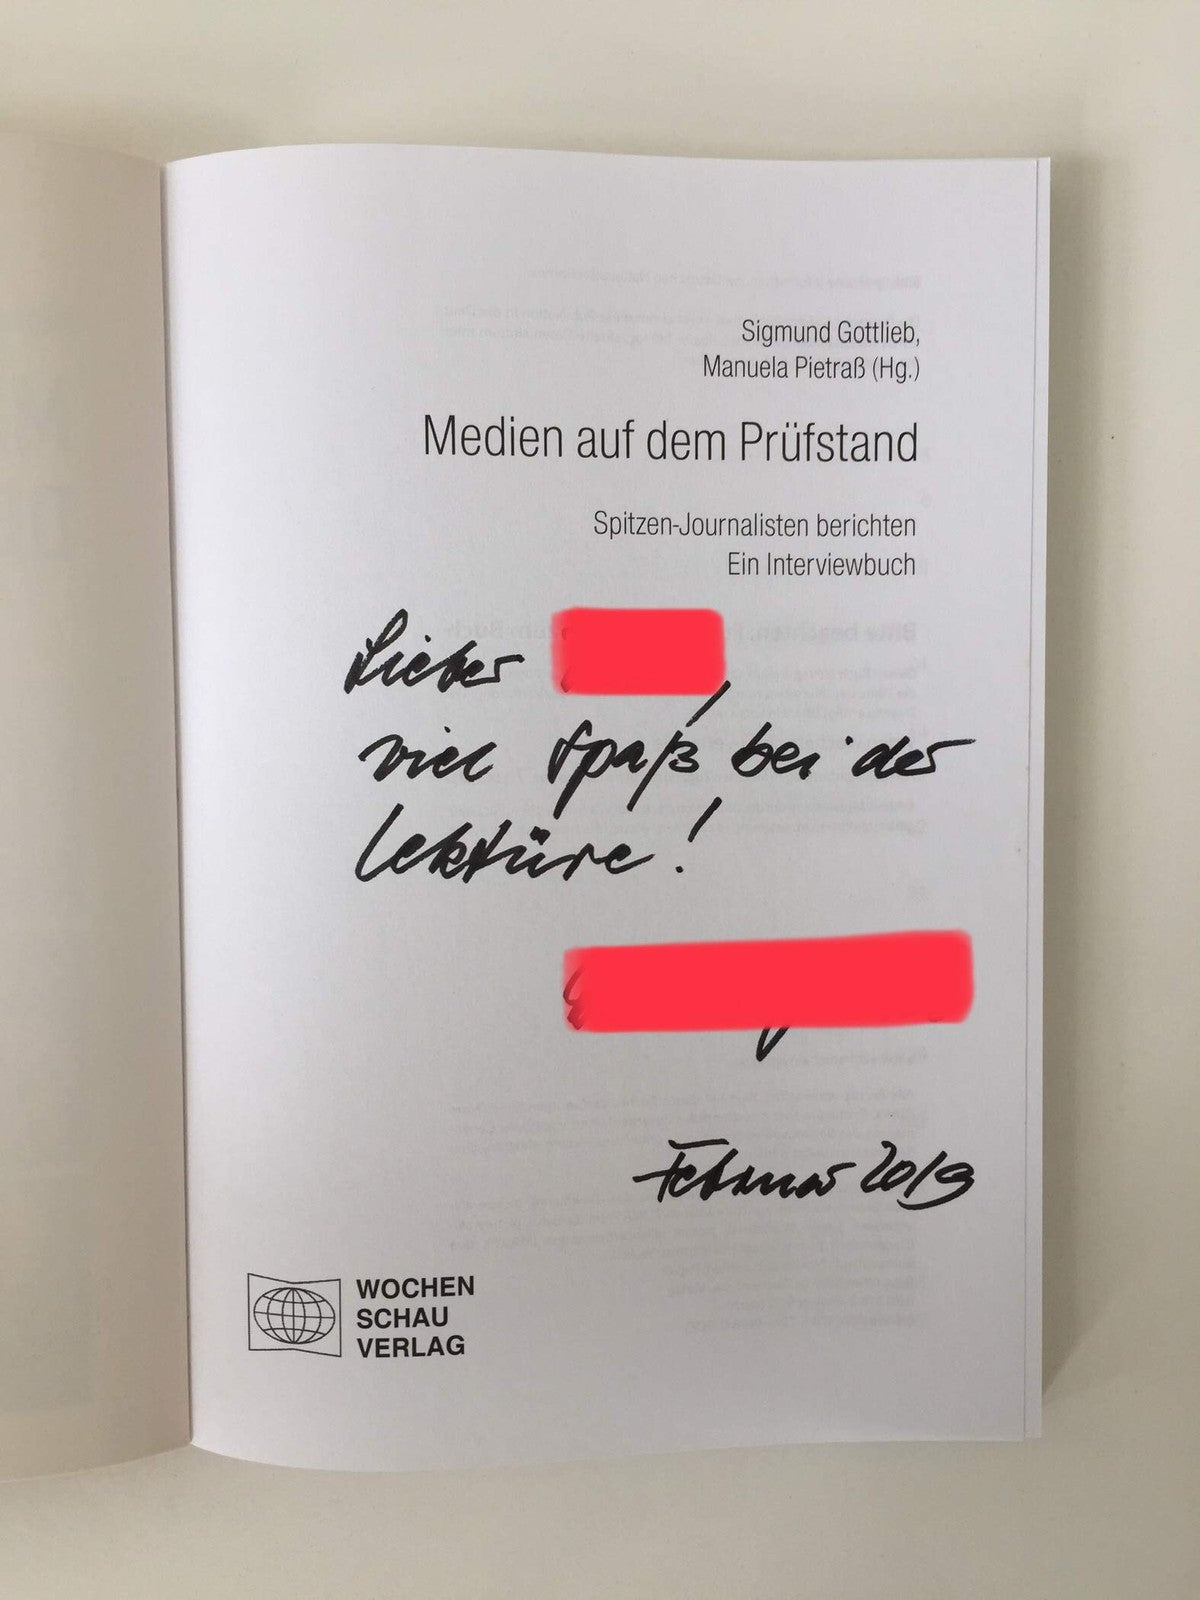 Sigmund Gottlieb,
Manuela Pietraß (Hg.)
Medien auf dem Prüfstand
Spitzen-Journalisten berichten
Ein Interviewbuch
Lieber
,
viel Spaß bei der
Lektüre!
Februar 2019
WOCHEN
SCHAU
VERLAG